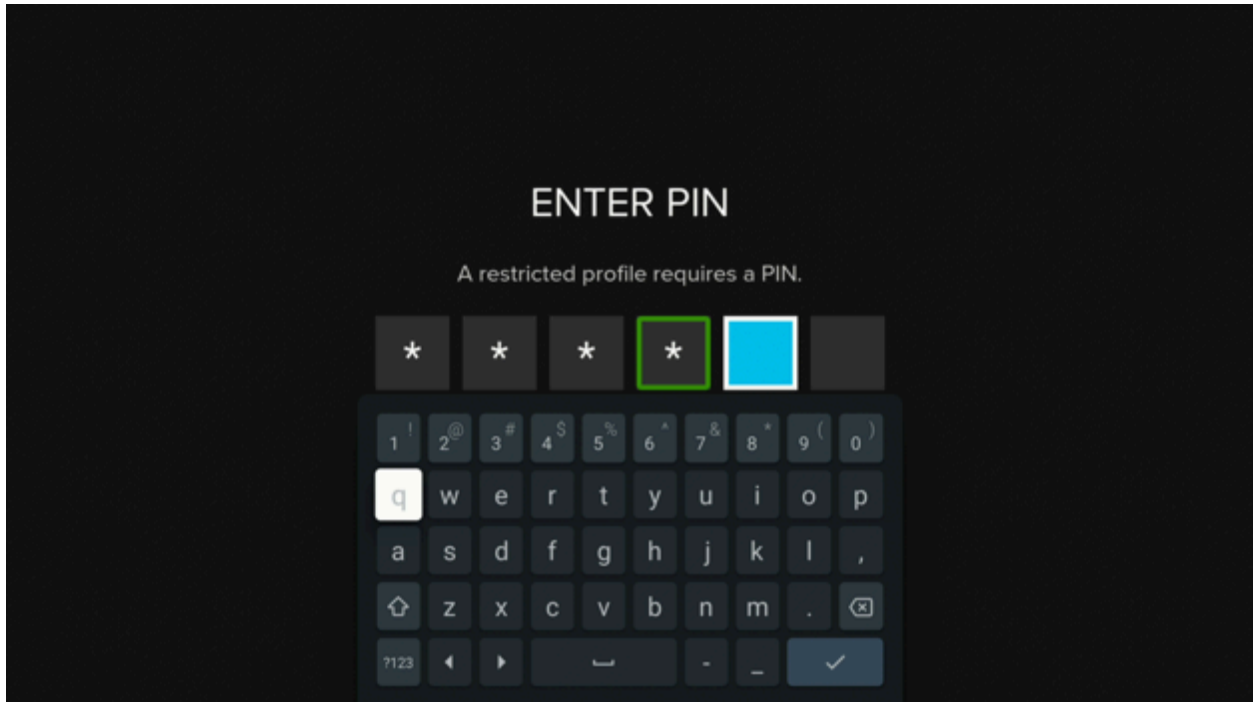 ENTER PIN
A restricted profile requires a PIN.
* * * *
1 ! 2 @ 3 # 4 $ 5 % 6 ^ 7 & 8 * 9 ( 0 )
q w e r t y u i o p
a s d f g h j k l ,
z x c v b n m .
?123 - _